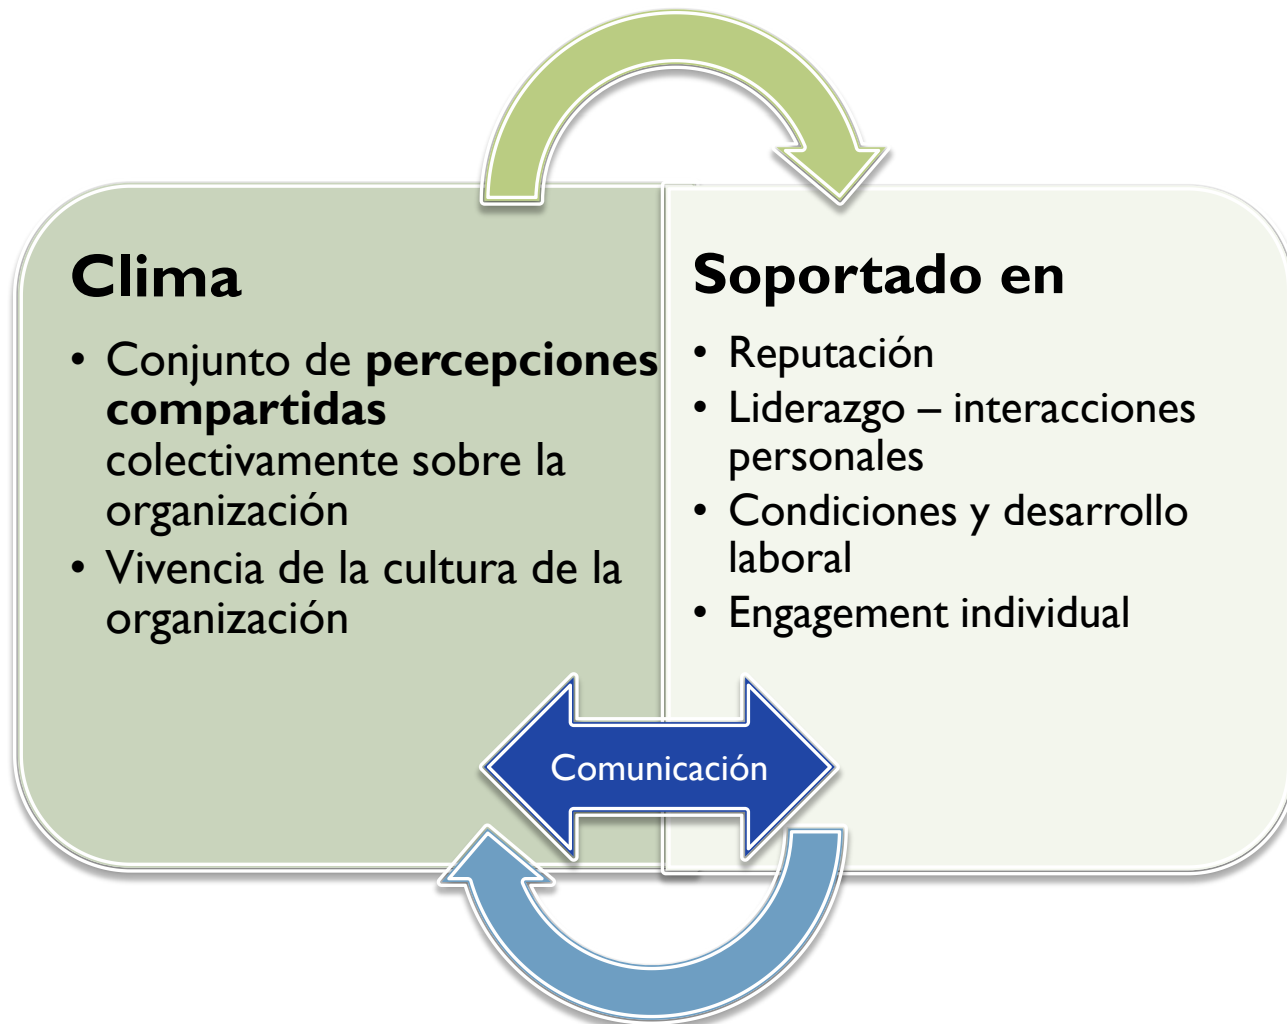 Clima
• Conjunto de percepciones
compartidas
colectivamente sobre la
organización
• Vivencia de la cultura de la
organización
Soportado en
• Reputación
• Liderazgo – interacciones
personales
• Condiciones y desarrollo
laboral
• Engagement individual
Comunicación